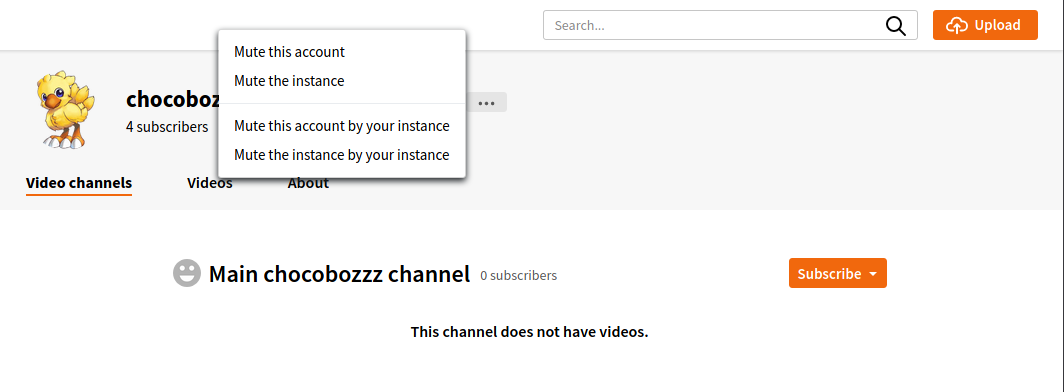 Search...
Upload
Mute this account
Mute the instance
Mute this account by your instance
Mute the instance by your instance
...
4 subscribers
Video channels
Videos
About
Main chocobozzz channel 0 subscribers
Subscribe
This channel does not have videos.